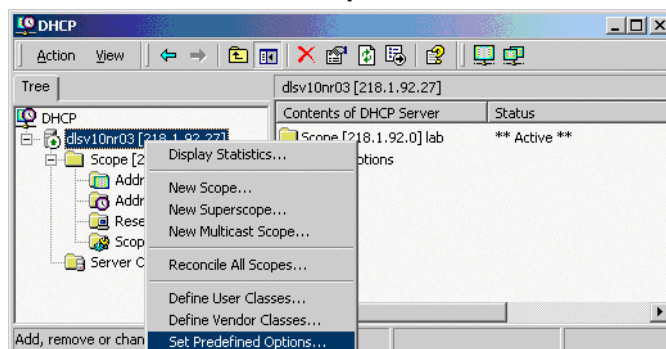 DHCP
Action View
Tree
dlsv10nr03 [218.1.92.27]
DHCP
dlsv10nr03 [218.1.92.27]
Scope [2
Addr
Addr
Rese
Scop
Server O
Contents of DHCP Server Status
Scope [218.1.92.0] lab ** Active **
ptions
Display Statistics...
New Scope...
New Superscope...
New Multicast Scope...
Reconcile All Scopes...
Define User Classes...
Define Vendor Classes...
Set Predefined Options...
Add, remove or chan